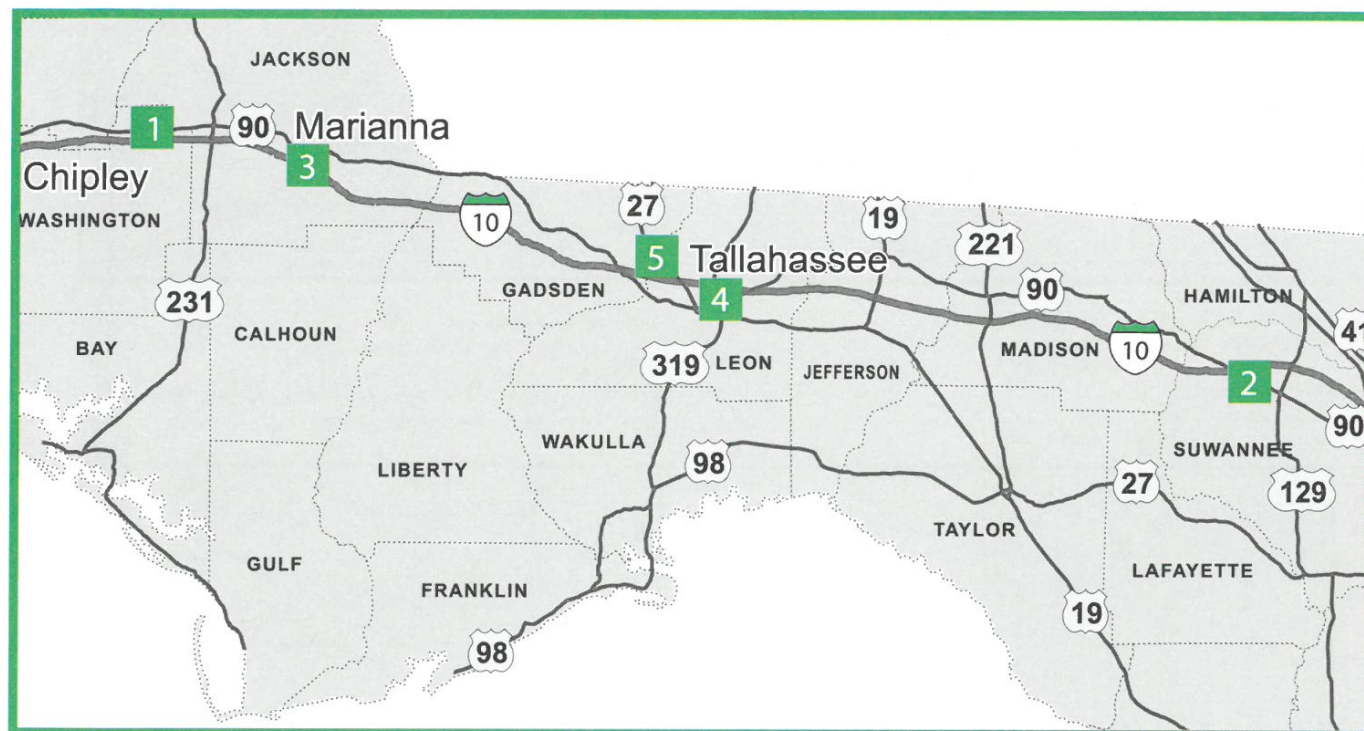 JACKSON
1
90
Marianna
3
Chipley
WASHINGTON
27
10
19
221
5
Tallahassee
4
231
GADSDEN
90
HAMILTON
41
BAY
CALHOUN
319
LEON
JEFFERSON
MADISON
10
2
WAKULLA
98
LIBERTY
SUWANNEE
90
27
129
TAYLOR
GULF
FRANKLIN
LAFAYETTE
19
98